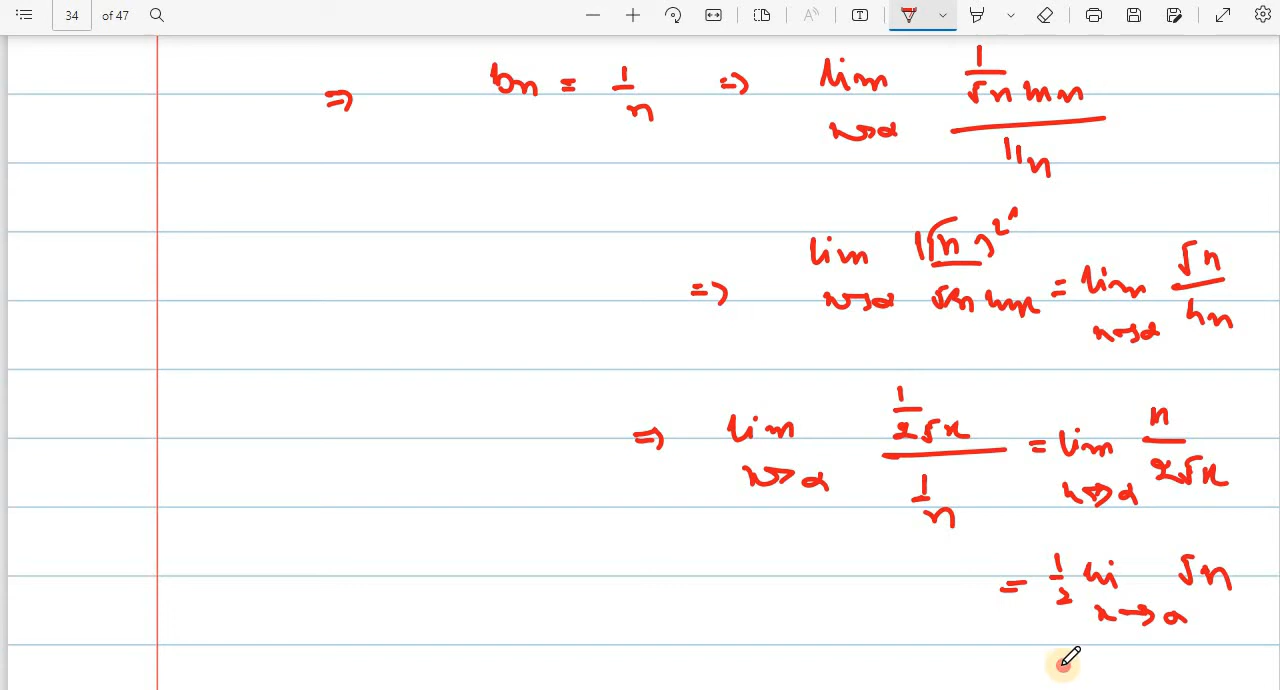 34 of 47
⇒ bn = 1/n ⇒ lim n→∞ (1/(√n ln n))/(1/n)
⇒ lim n→∞ (√n)²/(√n ln n) = lim n→∞ √n/ln n
⇒ lim n→∞ (1/(2√n))/(1/n) = lim n→∞ n/(2√n)
= 1/2 lim n→∞ √n